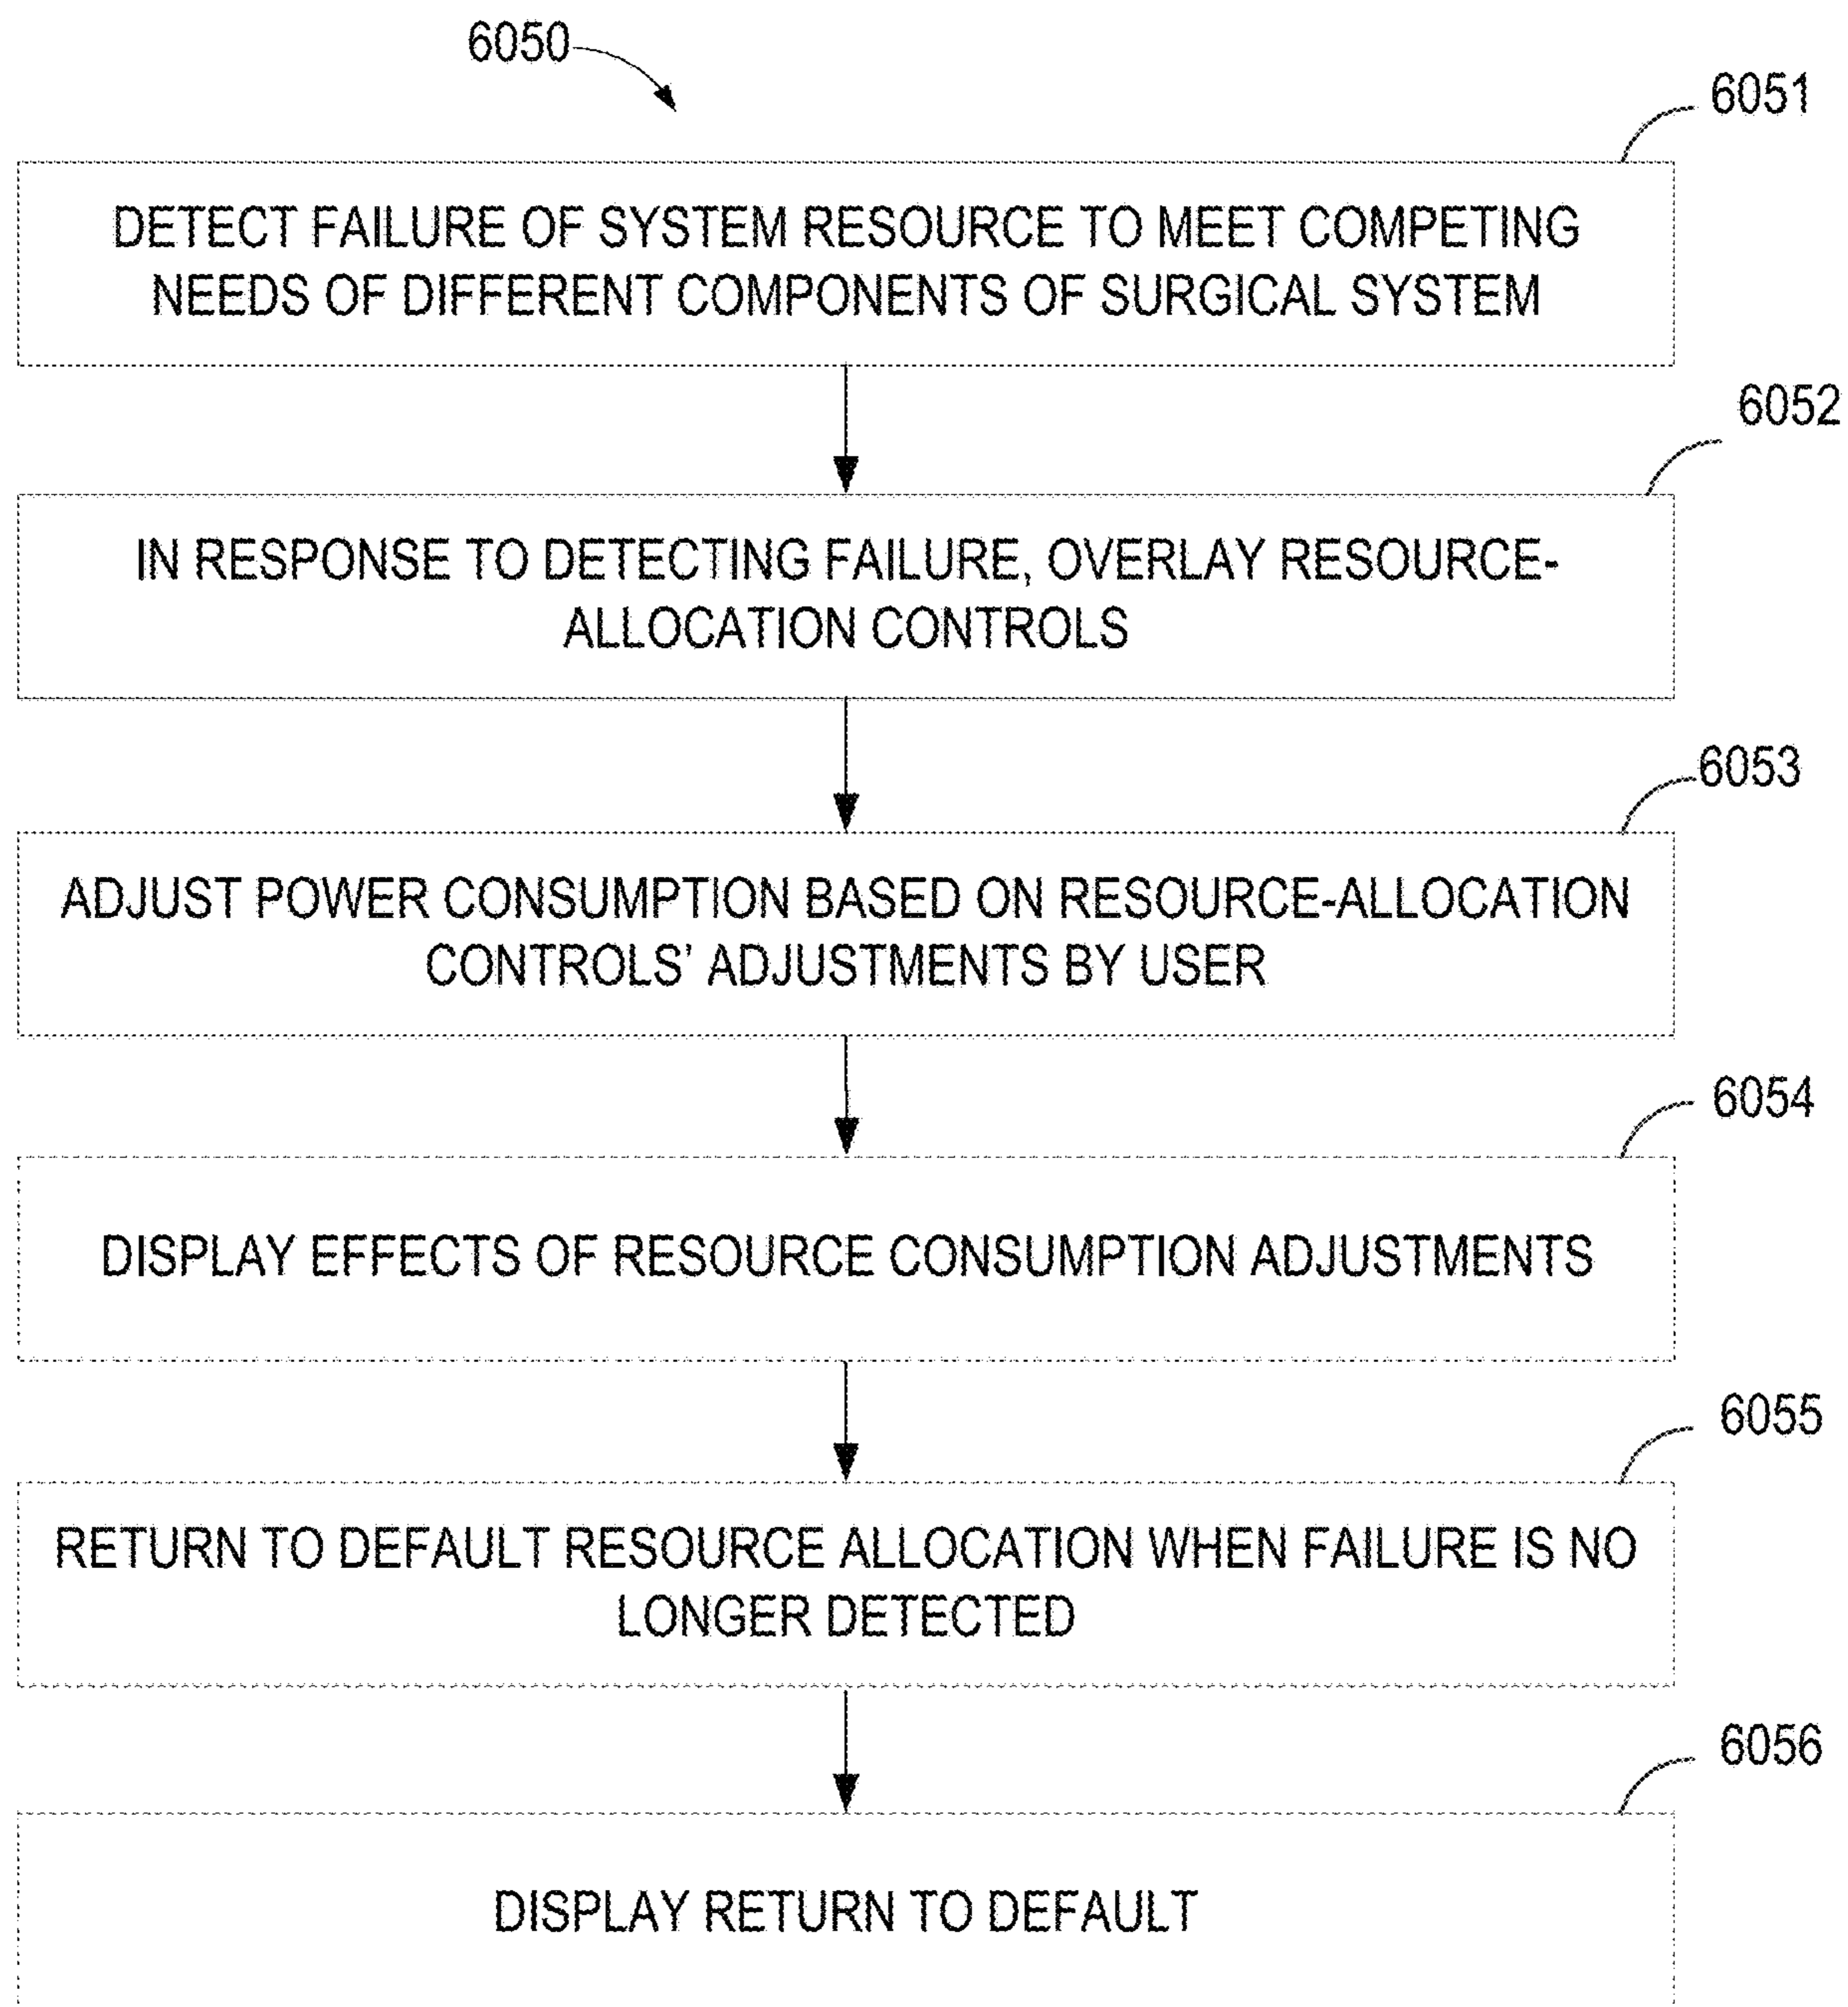 6050
6051
DETECT FAILURE OF SYSTEM RESOURCE TO MEET COMPETING
NEEDS OF DIFFERENT COMPONENTS OF SURGICAL SYSTEM
6052
IN RESPONSE TO DETECTING FAILURE, OVERLAY RESOURCE-
ALLOCATION CONTROLS
6053
ADJUST POWER CONSUMPTION BASED ON RESOURCE-ALLOCATION
CONTROLS’ ADJUSTMENTS BY USER
6054
DISPLAY EFFECTS OF RESOURCE CONSUMPTION ADJUSTMENTS
6055
RETURN TO DEFAULT RESOURCE ALLOCATION WHEN FAILURE IS NO
LONGER DETECTED
6056
DISPLAY RETURN TO DEFAULT